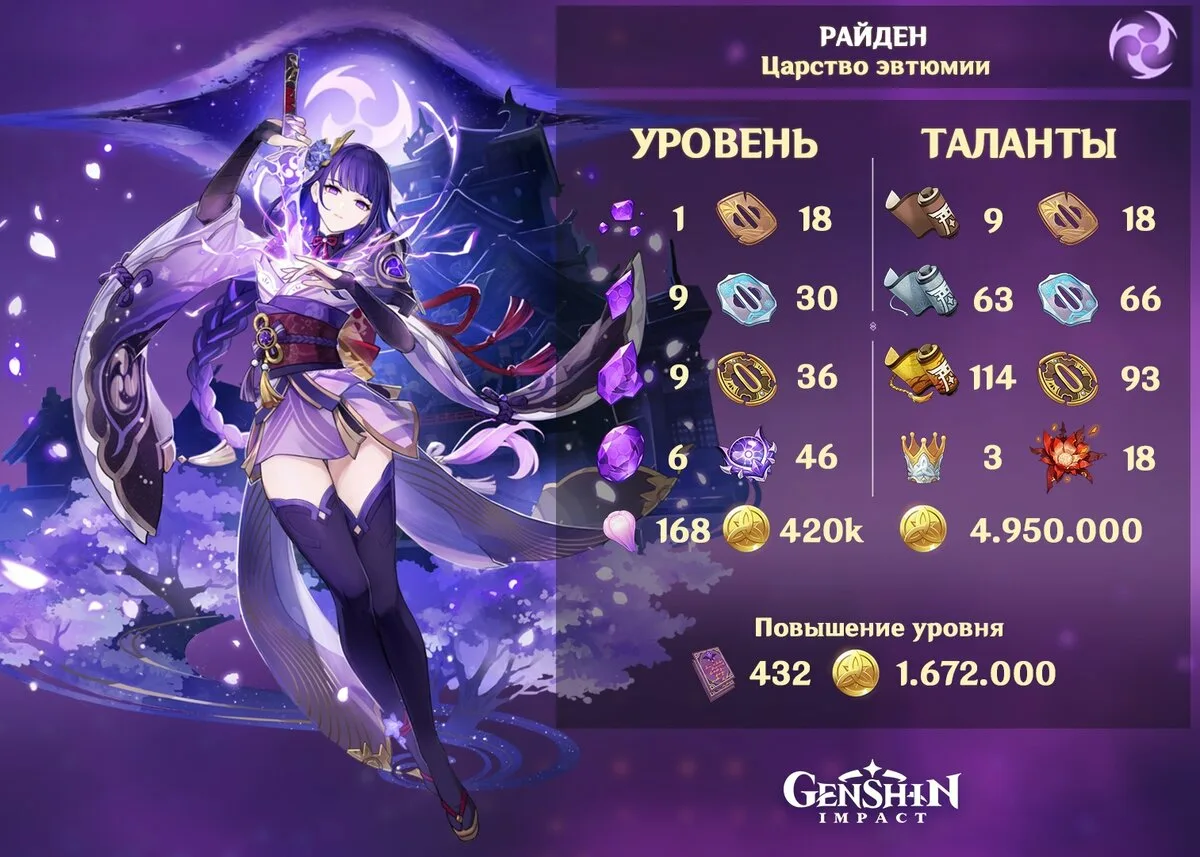 РАЙДЕН
Царство эвтюмии
УРОВЕНЬ
ТАЛАНТЫ
1 18 9 18
9 30 63 66
9 36 114 93
6 46 3 18
168 420k 4.950.000
Повышение уровня
432 1.672.000
GENSHIN
IMPACT